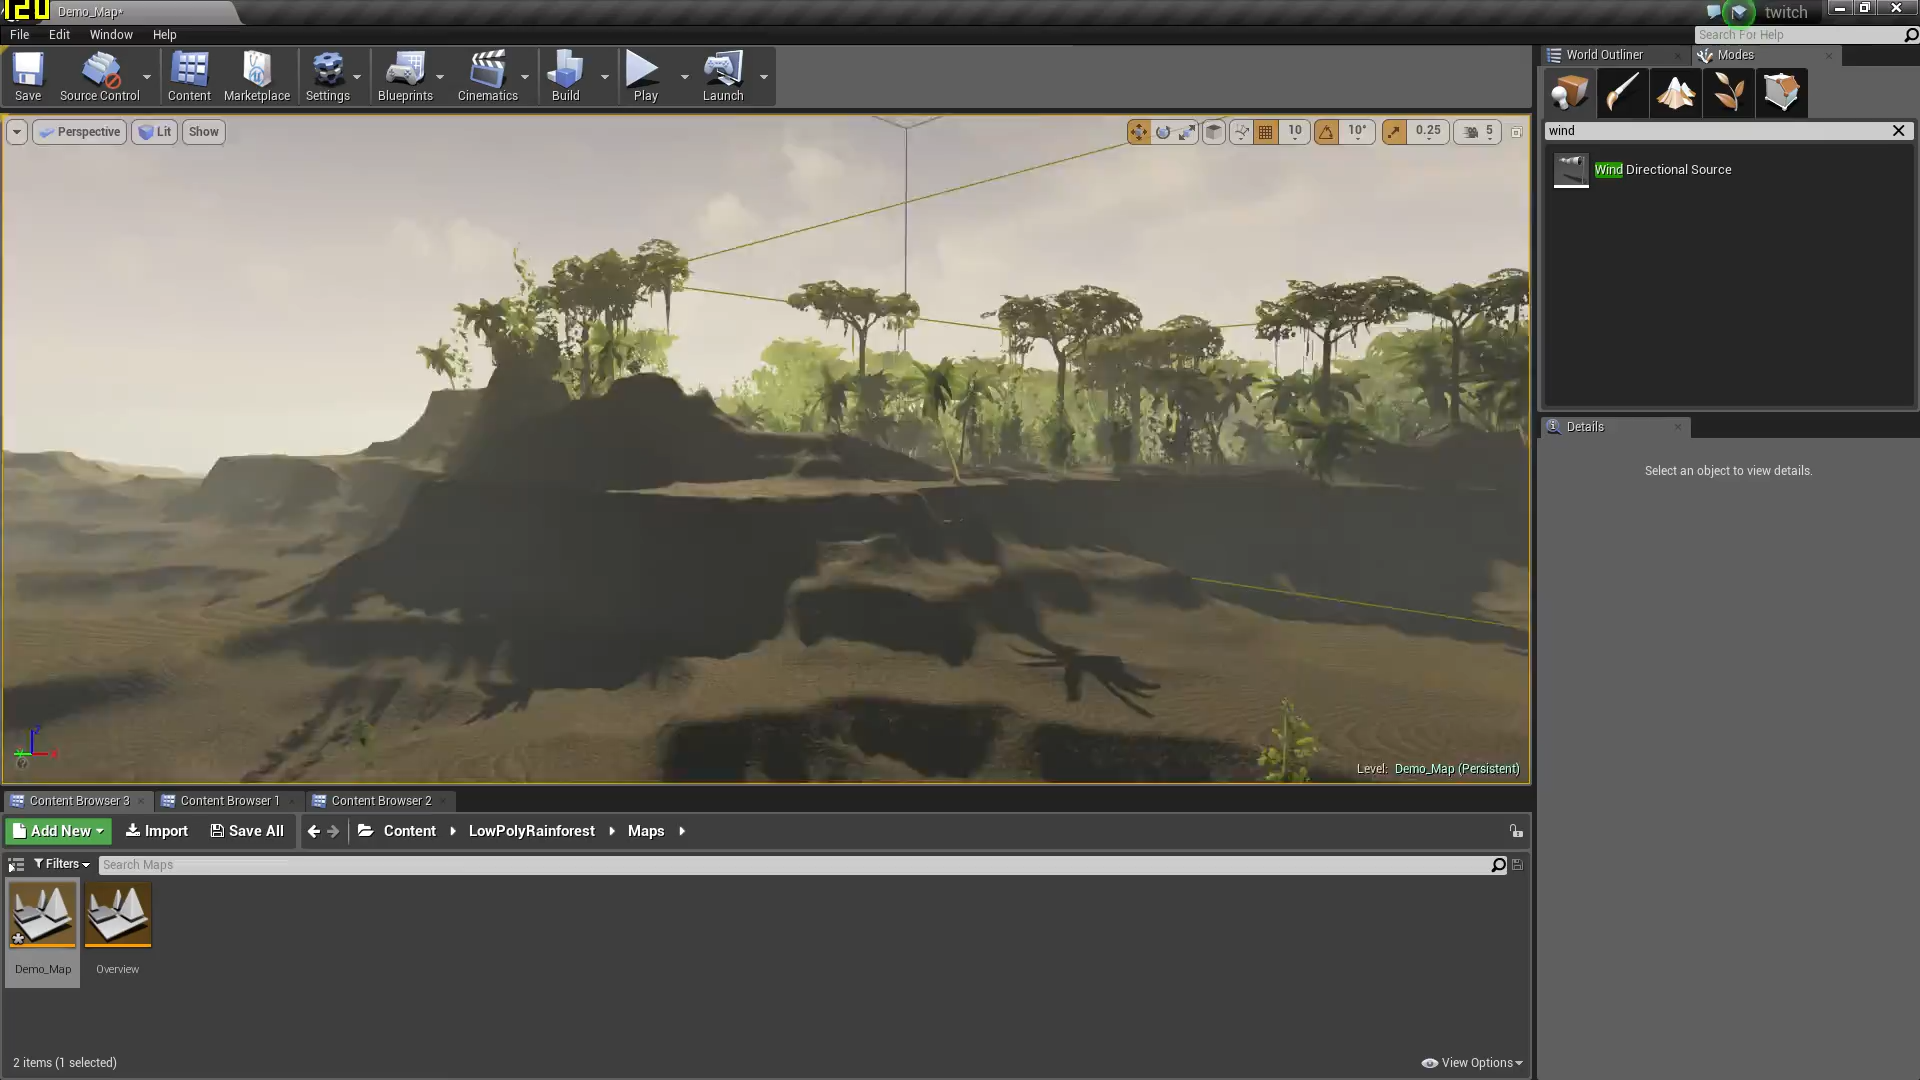 120
Demo_Map*
twitch
File Edit Window Help
Search For Help
Save Source Control Content Marketplace Settings Blueprints Cinematics Build Play Launch
World Outliner Modes
Perspective Lit Show
10 10° 0.25 5
wind
Wind Directional Source
Details
Select an object to view details.
Level: Demo_Map (Persistent)
Content Browser 3 Content Browser 1 Content Browser 2
Add New Import Save All Content LowPolyRainforest Maps
Filters Search Maps
Demo_Map Overview
2 items (1 selected)
View Options